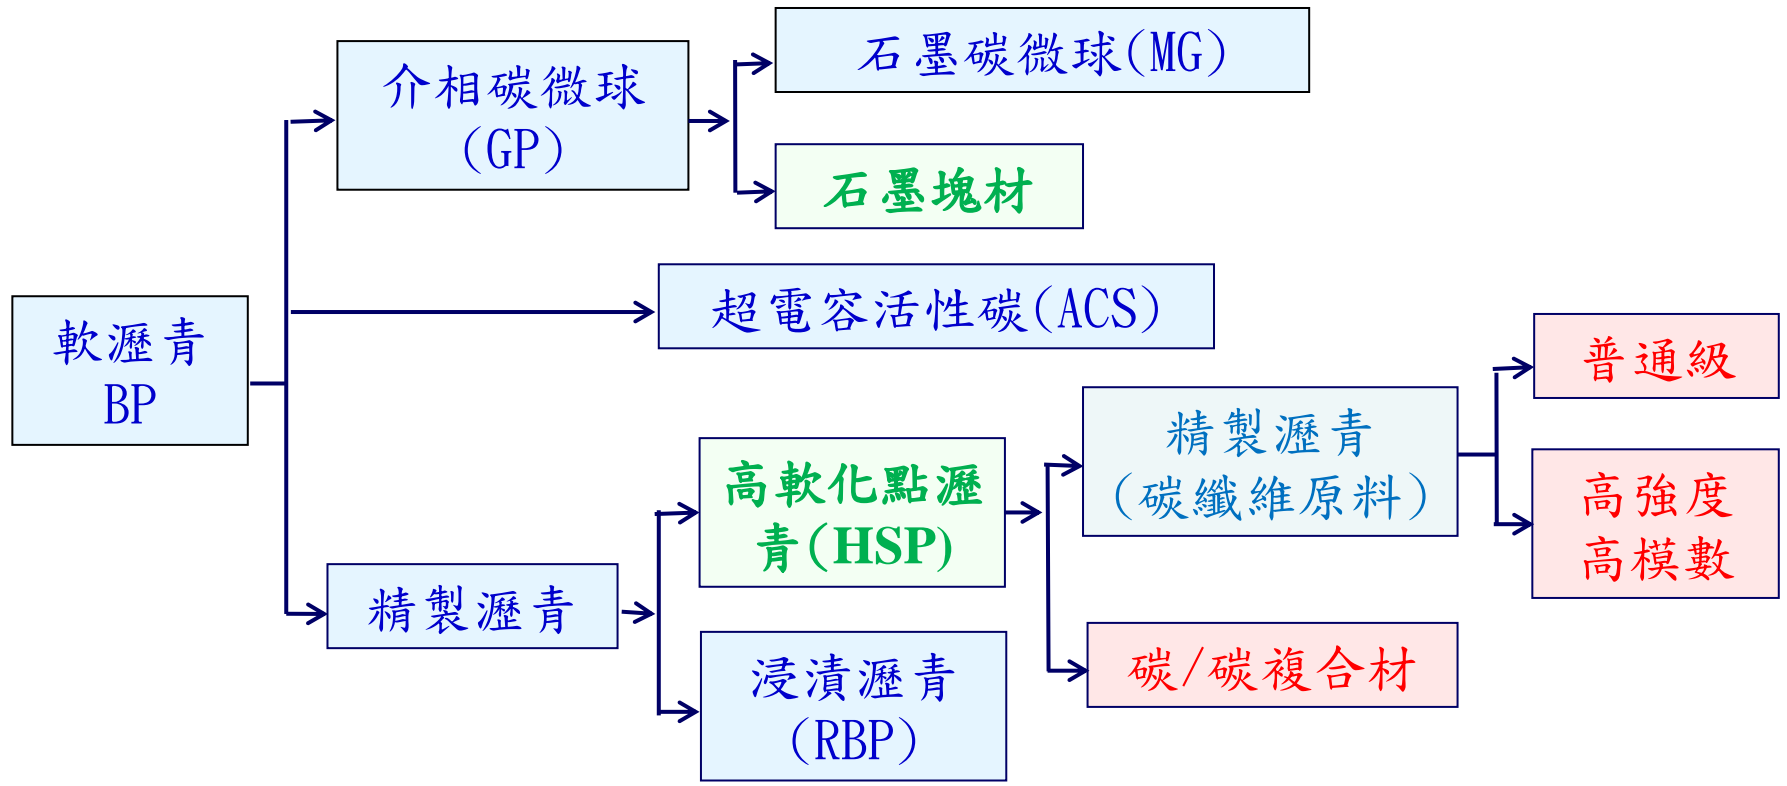 軟瀝青
BP
介相碳微球
(GP)
石墨碳微球(MG)
石墨塊材
超電容活性碳(ACS)
精製瀝青
高軟化點瀝
青(HSP)
浸漬瀝青
(RBP)
精製瀝青
(碳纖維原料)
碳/碳複合材
普通級
高強度
高模數